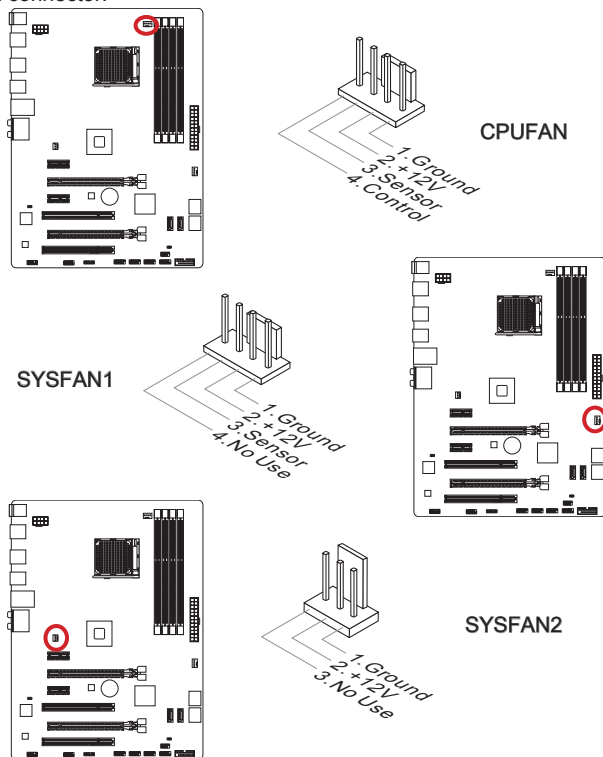 connector.
CPUFAN
1.Ground
2.+12V
3.Sensor
4.Control
SYSFAN1
1.Ground
2.+12V
3.Sensor
4.No Use
SYSFAN2
1.Ground
2.+12V
3.No Use